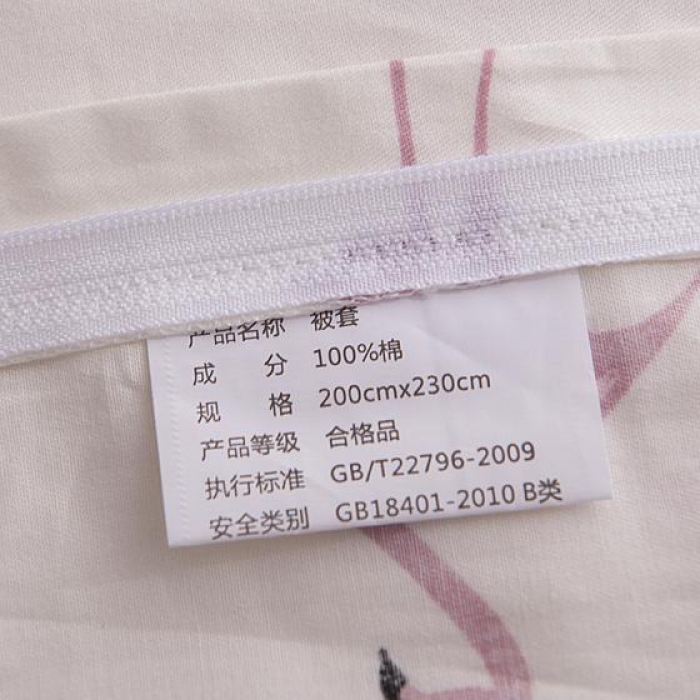 产品名称 被套
成 分 100%棉
规 格 200cmx230cm
产品等级 合格品
执行标准 GB/T22796-2009
安全类别 GB18401-2010 B类